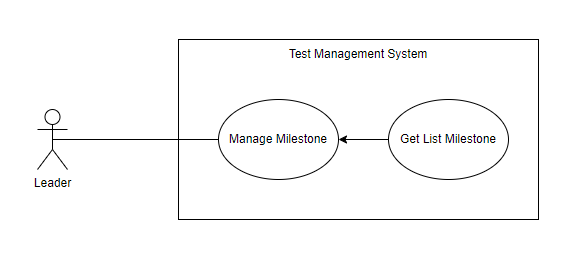 Test Management System
Manage Milestone
Get List Milestone
Leader